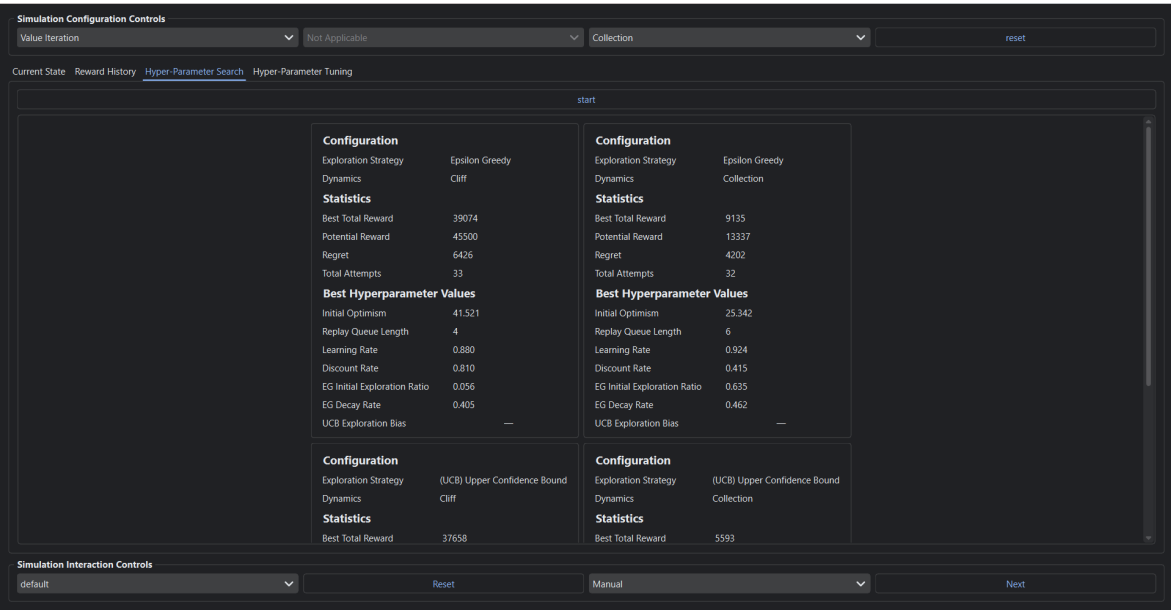 Simulation Configuration Controls
Value Iteration Not Applicable Collection reset
Current State Reward History Hyper-Parameter Search Hyper-Parameter Tuning
start
Configuration
Exploration Strategy Epsilon Greedy
Dynamics Cliff
Statistics
Best Total Reward 39074
Potential Reward 45500
Regret 6426
Total Attempts 33
Best Hyperparameter Values
Initial Optimism 41.521
Replay Queue Length 4
Learning Rate 0.880
Discount Rate 0.810
EG Initial Exploration Ratio 0.056
EG Decay Rate 0.405
UCB Exploration Bias —
Configuration
Exploration Strategy Epsilon Greedy
Dynamics Collection
Statistics
Best Total Reward 9135
Potential Reward 13337
Regret 4202
Total Attempts 32
Best Hyperparameter Values
Initial Optimism 25.342
Replay Queue Length 6
Learning Rate 0.924
Discount Rate 0.415
EG Initial Exploration Ratio 0.635
EG Decay Rate 0.462
UCB Exploration Bias —
Configuration
Exploration Strategy (UCB) Upper Confidence Bound
Dynamics Cliff
Statistics
Best Total Reward 37658
Configuration
Exploration Strategy (UCB) Upper Confidence Bound
Dynamics Collection
Statistics
Best Total Reward 5593
Simulation Interaction Controls
default Reset Manual Next